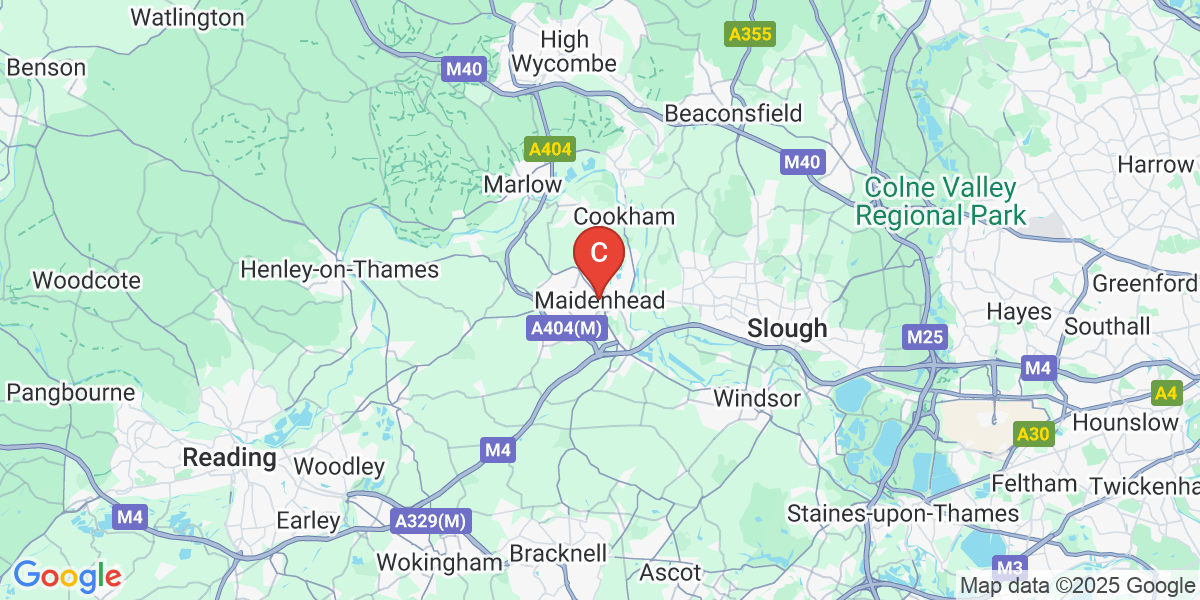 Watlington
High
Wycombe
A355
Benson
M40
Beaconsfield
A404
M40
Harrow
Marlow
Colne Valley
Regional Park
Cookham
C
Henley-on-Thames
Woodcote
Maidenhead
Greenford
Hayes
A404(M)
Slough
Southall
M25
M4
Pangbourne
Windsor
A4
Hounslow
A30
M4
Reading
Woodley
Feltham
Twickenha
M4
Earley
A329(M)
Staines-upon-Thames
Bracknell
Wokingham
Ascot
M3
Google
Map data ©2025 Google